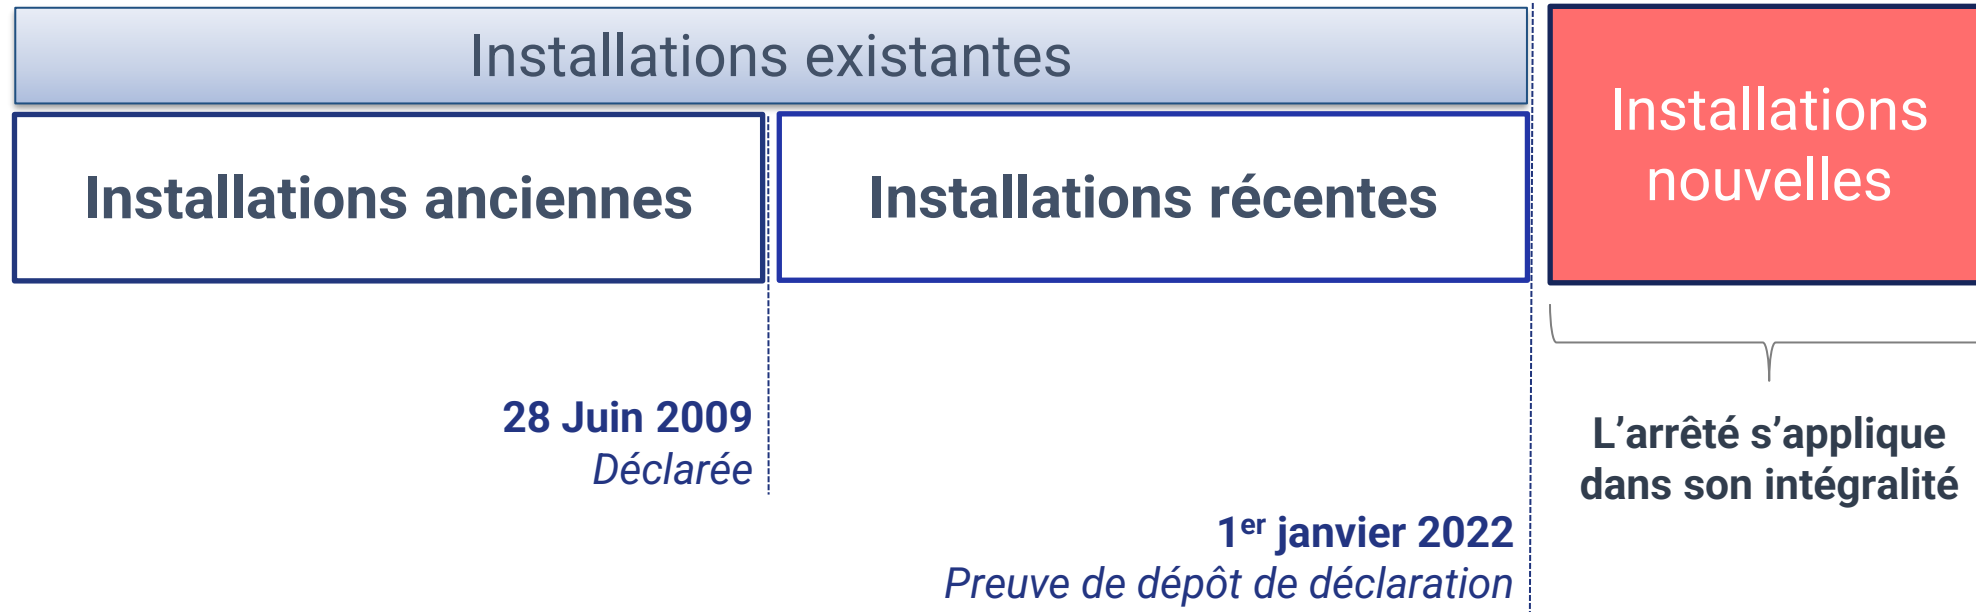 Installations existantes
Installations anciennes
Installations récentes
Installations
nouvelles
28 Juin 2009
Déclarée
1er janvier 2022
Preuve de dépôt de déclaration
L’arrêté s’applique
dans son intégralité